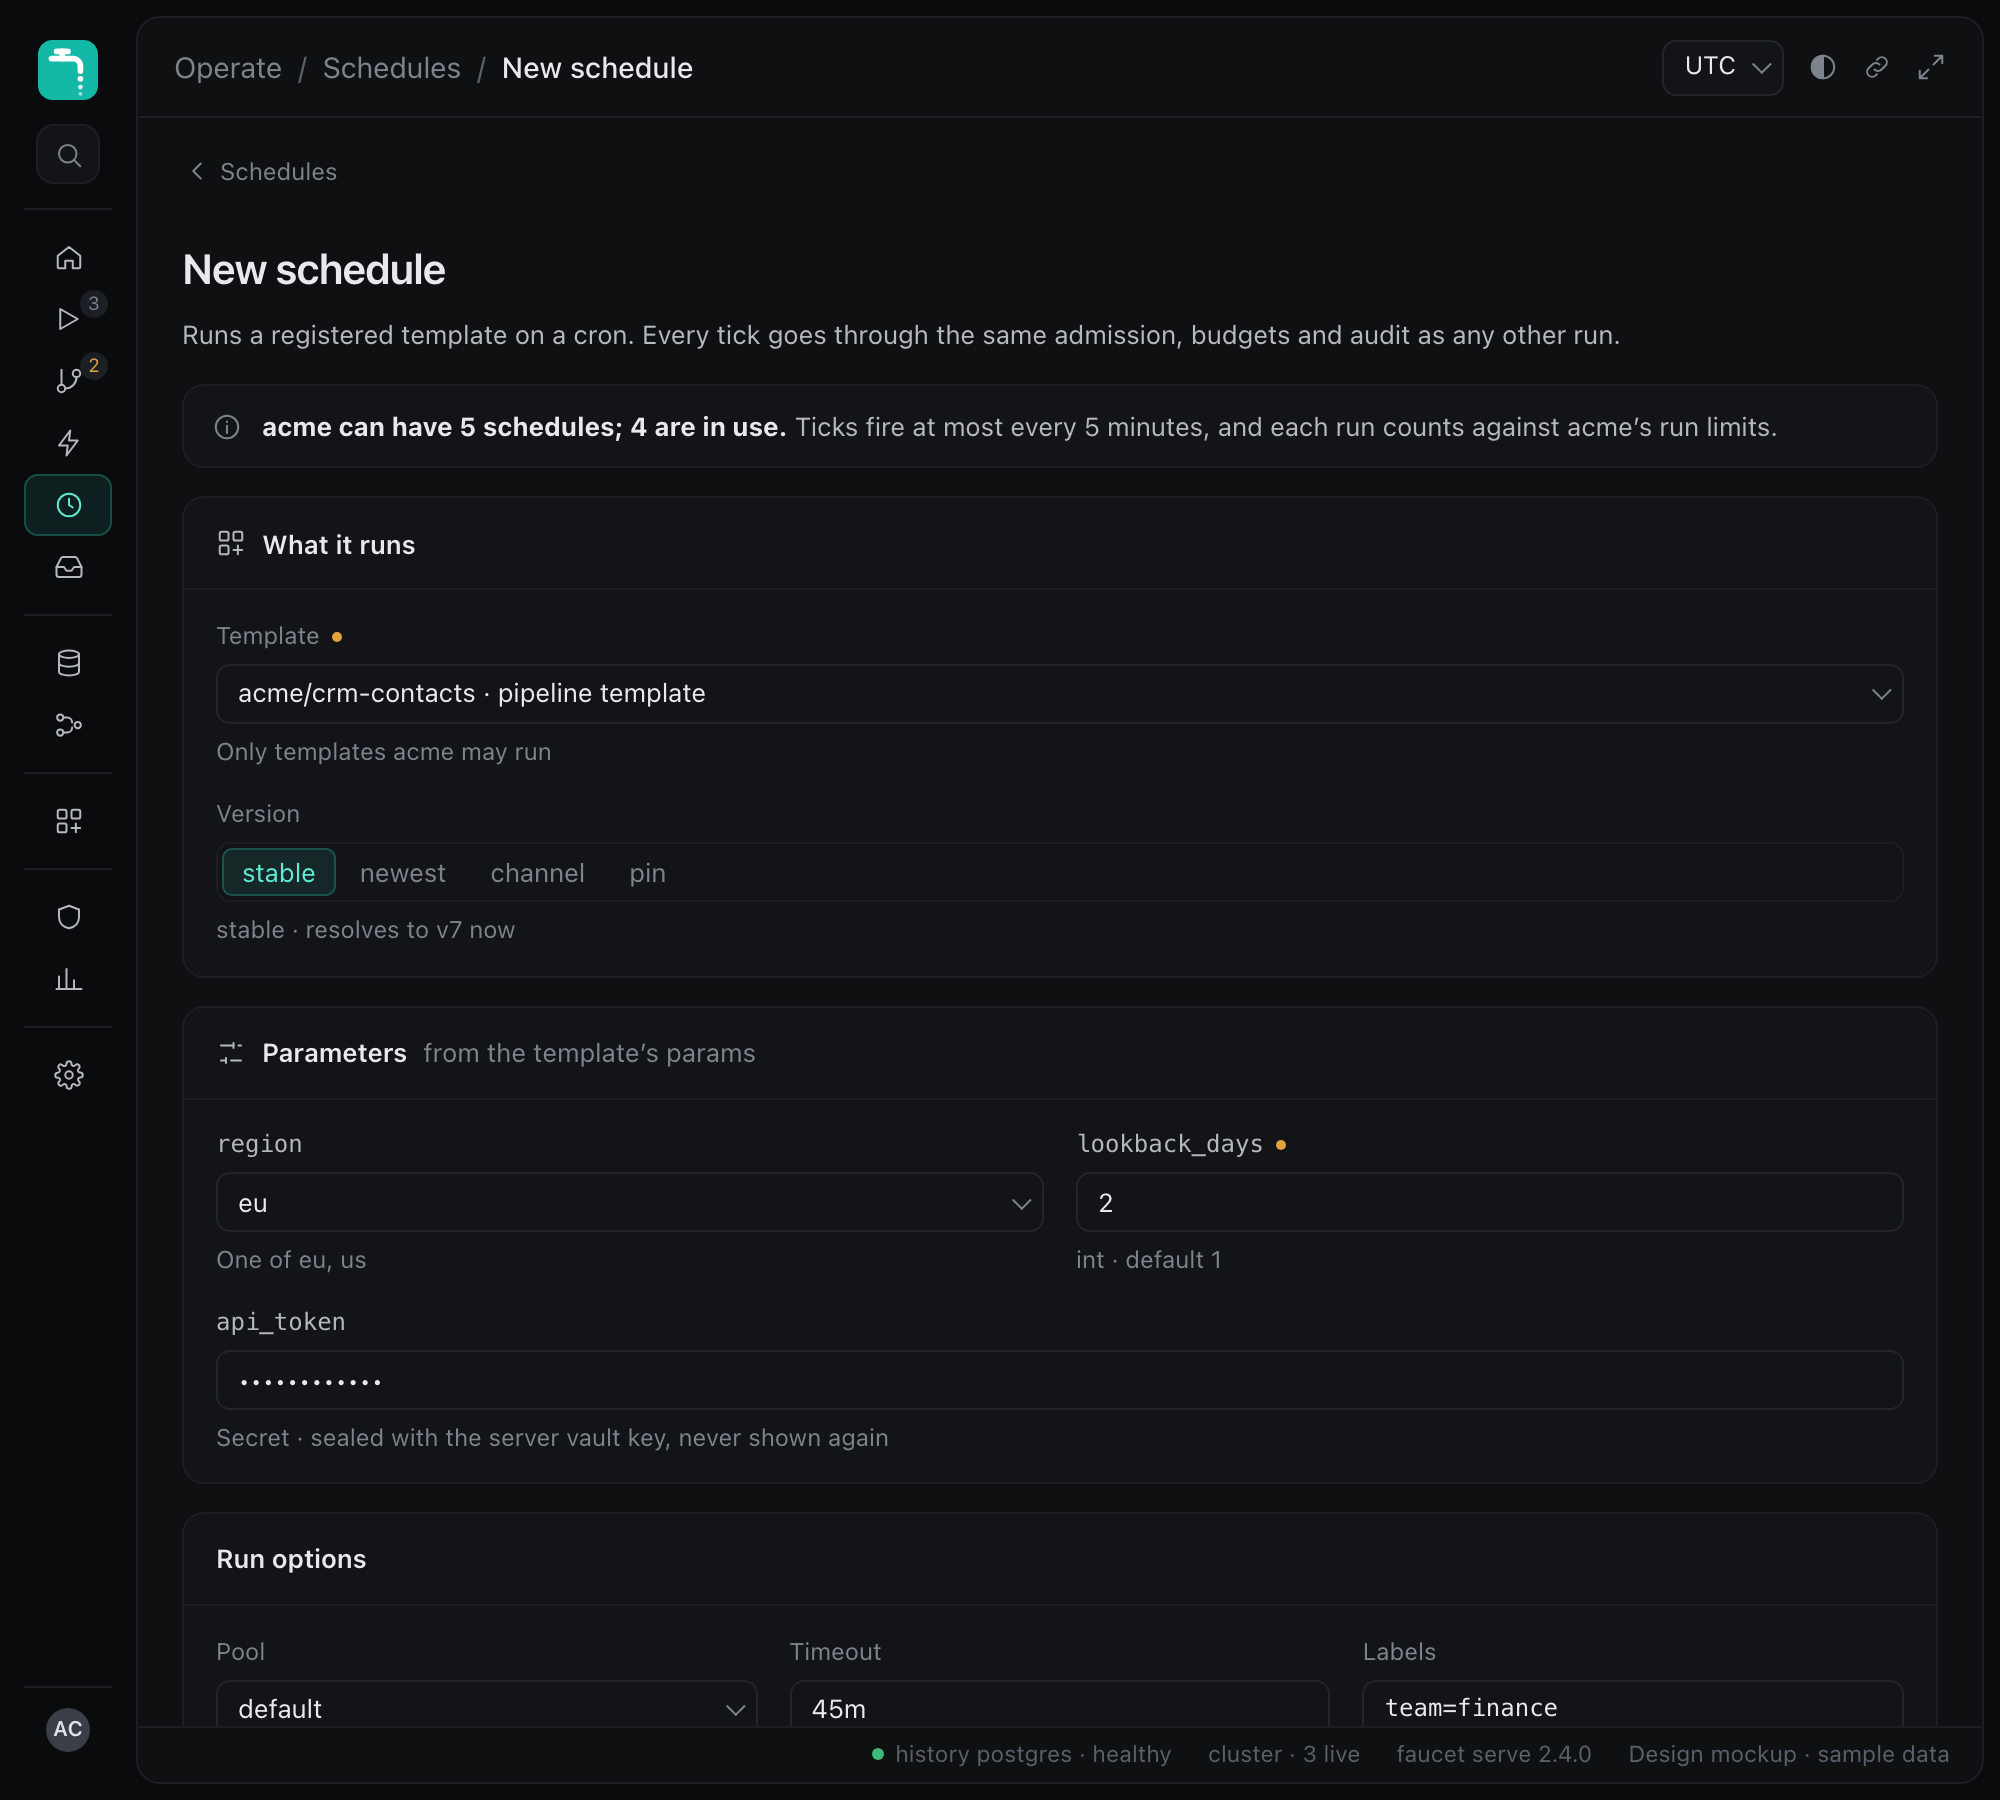 Operate / Schedules / New schedule
UTC
Schedules
New schedule
3
Runs a registered template on a cron. Every tick goes through the same admission, budgets and audit as any other run.
2
acme can have 5 schedules; 4 are in use. Ticks fire at most every 5 minutes, and each run counts against acme’s run limits.
What it runs
Template
acme/crm-contacts · pipeline template
Only templates acme may run
Version
stable newest channel pin
stable · resolves to v7 now
Parameters from the template’s params
region
eu
One of eu, us
lookback_days
2
int · default 1
api_token
••••••••••••
Secret · sealed with the server vault key, never shown again
Run options
Pool
default
Timeout
45m
Labels
team=finance
AC
history postgres · healthy cluster · 3 live faucet serve 2.4.0 Design mockup · sample data